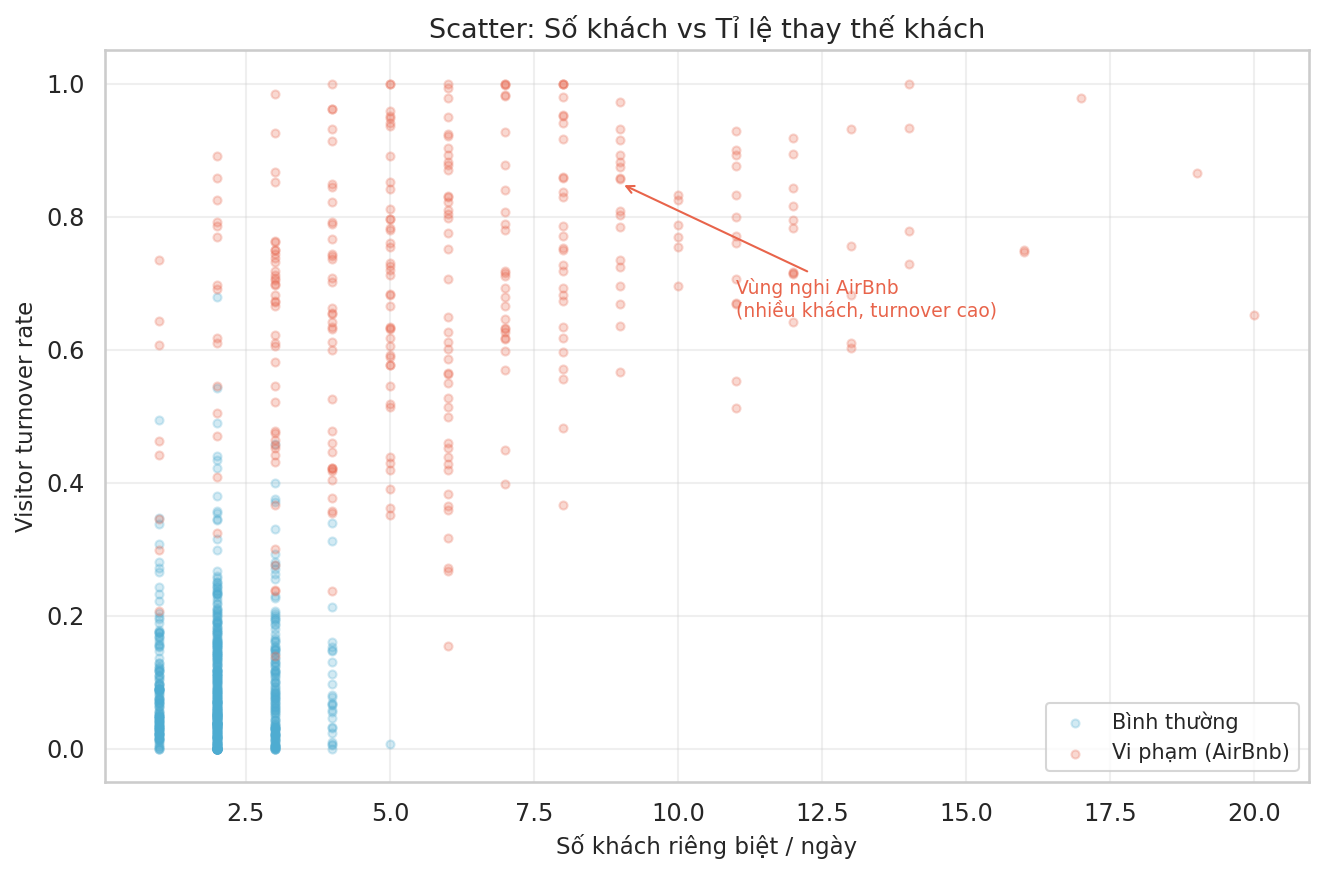 Scatter: Số khách vs Tỉ lệ thay thế khách
Visitor turnover rate
1.0
0.8
0.6
0.4
0.2
0.0
Vùng nghi AirBnb
(nhiều khách, turnover cao)
Bình thường
Vi phạm (AirBnb)
2.5 5.0 7.5 10.0 12.5 15.0 17.5 20.0
Số khách riêng biệt / ngày